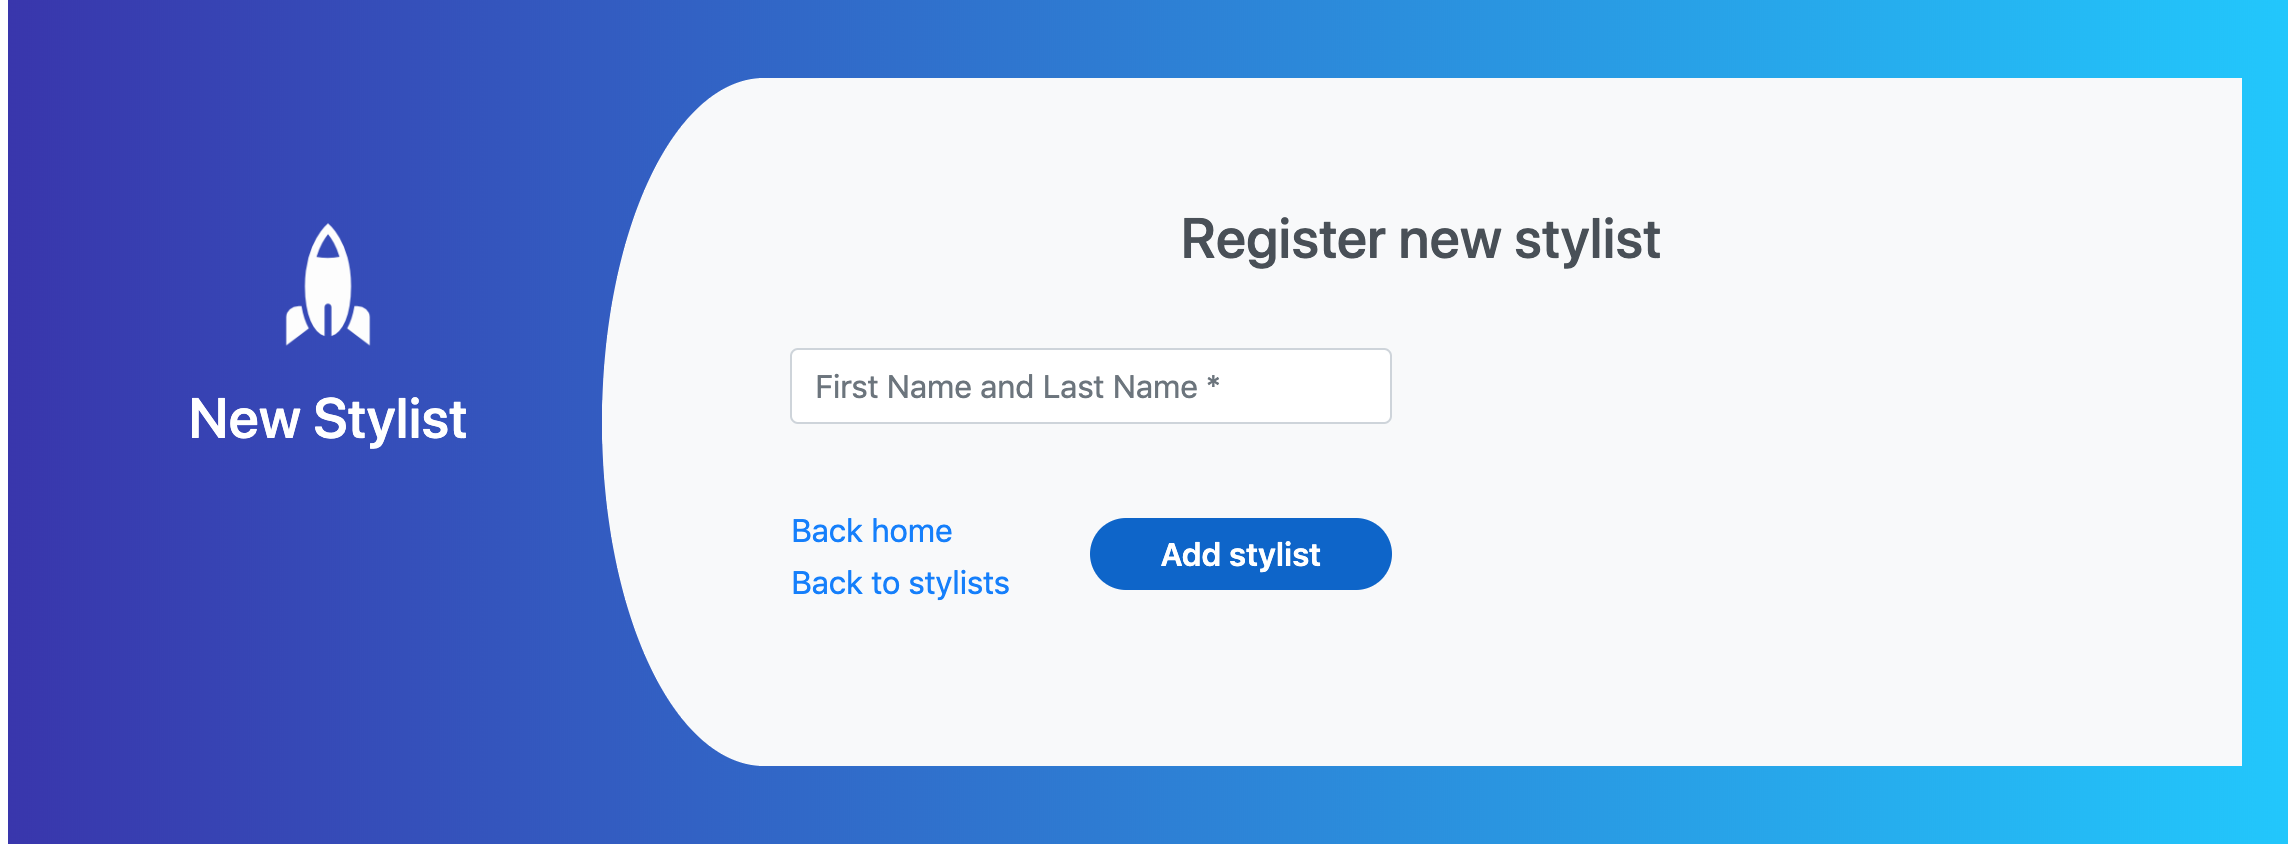 New Stylist
Register new stylist
First Name and Last Name *
Back home
Back to stylists
Add stylist